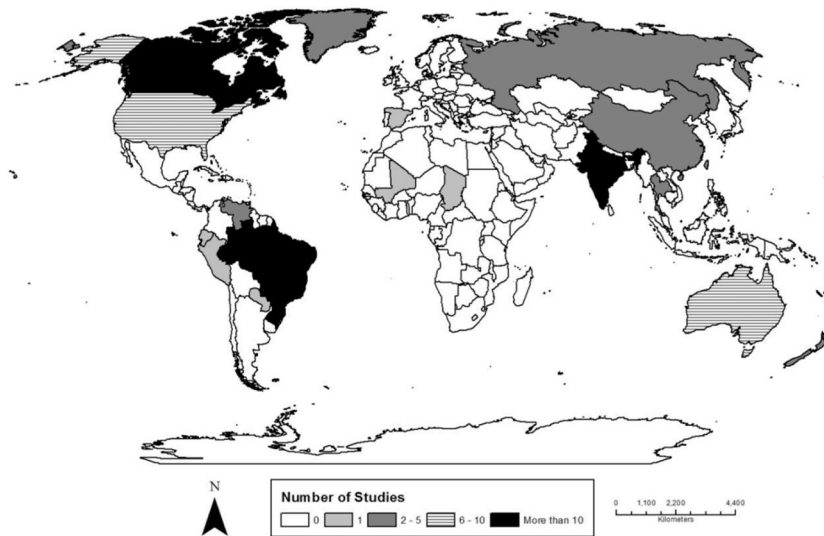 N
Number of Studies
0 1 2 - 5 6 - 10 More than 10
0 1,100 2,200 4,400
Kilometers